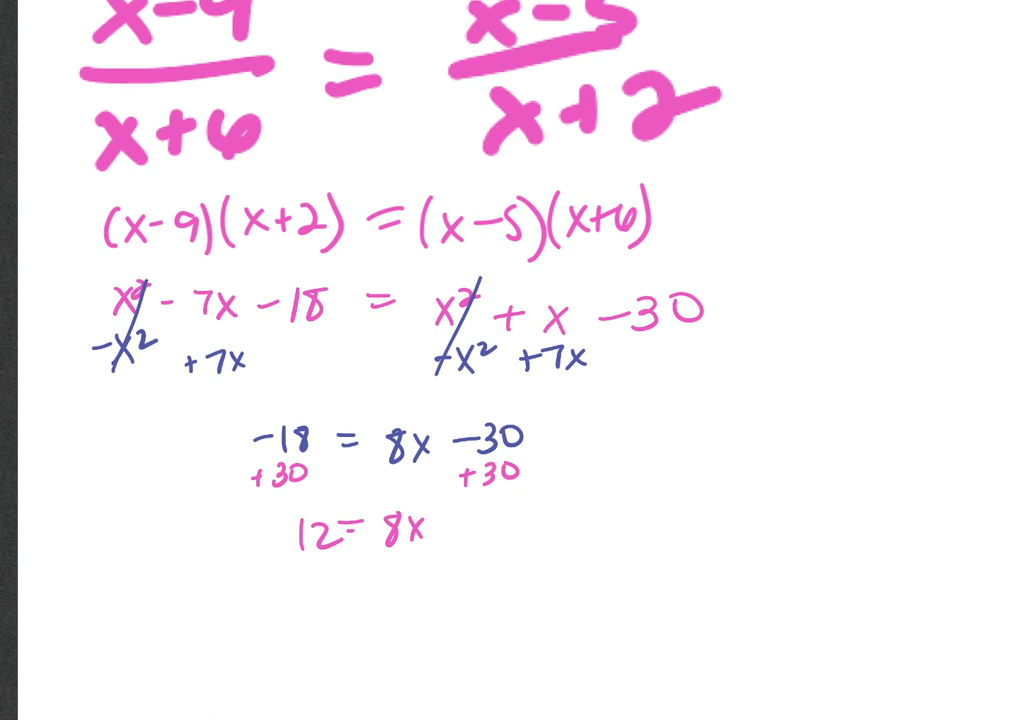 x-9 = x-5
x+6 x+2
(x-9)(x+2) = (x-5)(x+6)
x² - 7x - 18 = x² + x - 30
-x² +7x -x² +7x
-18 = 8x - 30
+30 +30
12 = 8x